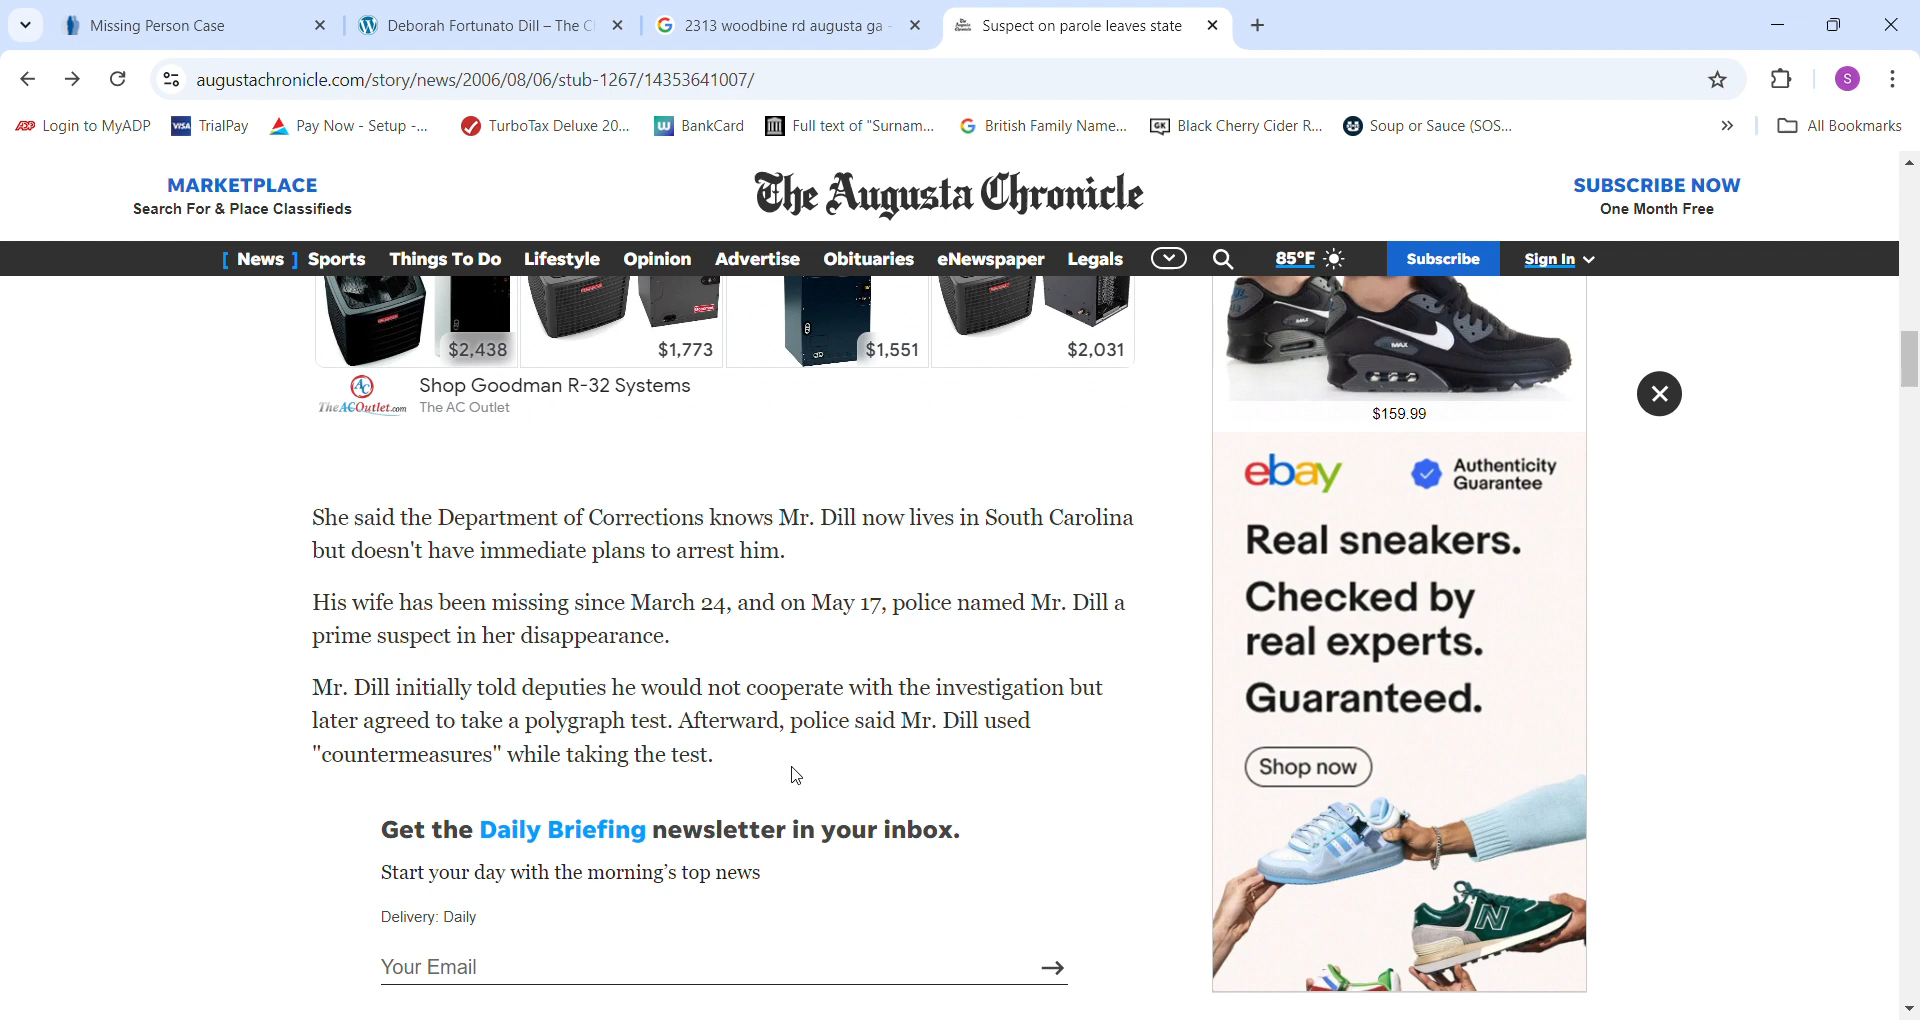 Missing Person Case
Deborah Fortunato Dill – The C
2313 woodbine rd augusta ga -
Suspect on parole leaves state
augustachronicle.com/story/news/2006/08/06/stub-1267/14353641007/
S
Login to MyADP
VISA TrialPay
Pay Now - Setup -...
TurboTax Deluxe 20...
BankCard
Full text of "Surnam...
British Family Name...
GK Black Cherry Cider R...
Soup or Sauce (SOS...
All Bookmarks
MARKETPLACE
Search For & Place Classifieds
The Augusta Chronicle
SUBSCRIBE NOW
One Month Free
[ News ] Sports Things To Do Lifestyle Opinion Advertise Obituaries eNewspaper Legals 85°F Subscribe Sign In
$2,438
$1,773
$1,551
$2,031
AC
TheACOutlet.com
Shop Goodman R-32 Systems
The AC Outlet
She said the Department of Corrections knows Mr. Dill now lives in South Carolina
but doesn't have immediate plans to arrest him.
His wife has been missing since March 24, and on May 17, police named Mr. Dill a
prime suspect in her disappearance.
Mr. Dill initially told deputies he would not cooperate with the investigation but
later agreed to take a polygraph test. Afterward, police said Mr. Dill used
"countermeasures" while taking the test.
Get the Daily Briefing newsletter in your inbox.
Start your day with the morning's top news
Delivery: Daily
Your Email
MAX
$159.99
ebay
Authenticity
Guarantee
Real sneakers.
Checked by
real experts.
Guaranteed.
Shop now
N